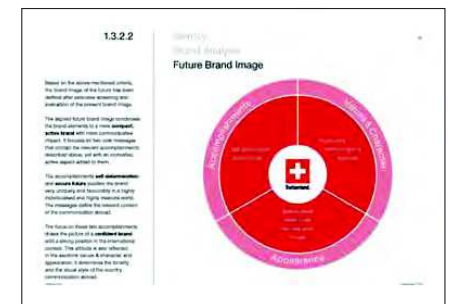 1.3.2.2
Identity
Brand Analysis
Future Brand Image
Based on the above-mentioned criteria,
the brand image of the future has been
defined after extensive screening and
evaluation of the present brand image.
The desired future brand image condenses
the brand elements to a more compact,
active brand with more communicative
impact. It focuses on two core messages
that contain the relevant accomplishments
described above, yet with an
active aspect added to them.
The accomplishments self determination
and secure future position the brand
very uniquely and favorably in a highly
individualised and highly insecure world.
The messages define the relevant content
of the communication abroad.
The focus on these two accomplishments
draws the picture of a confident brand
with a strong position in the international
context. This attitude is also reflected
in the assertive values & character and
appearance. It determines the tonality
and the visual style of the country
communication abroad.
Accomplishments
Values & Character
Switzerland.
Appearance